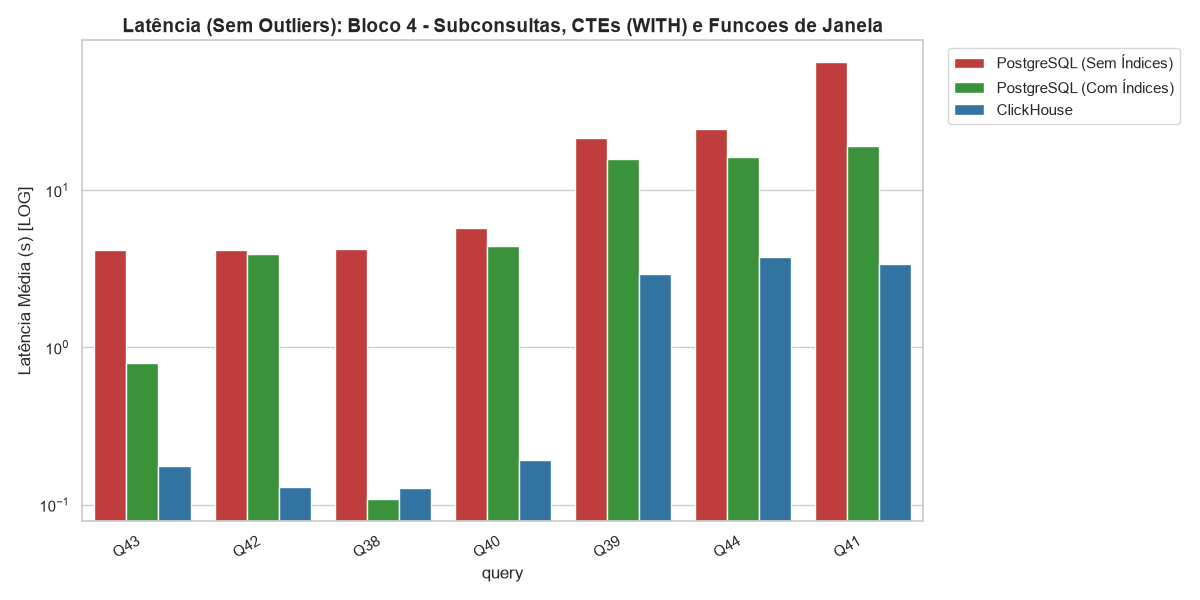 Latência (Sem Outliers): Bloco 4 - Subconsultas, CTEs (WITH) e Funcoes de Janela
PostgreSQL (Sem Índices)
PostgreSQL (Com Índices)
ClickHouse
Latência Média (s) [LOG]
10¹
10⁰
10⁻¹
Q43
Q42
Q38
Q40
Q39
Q44
Q41
query